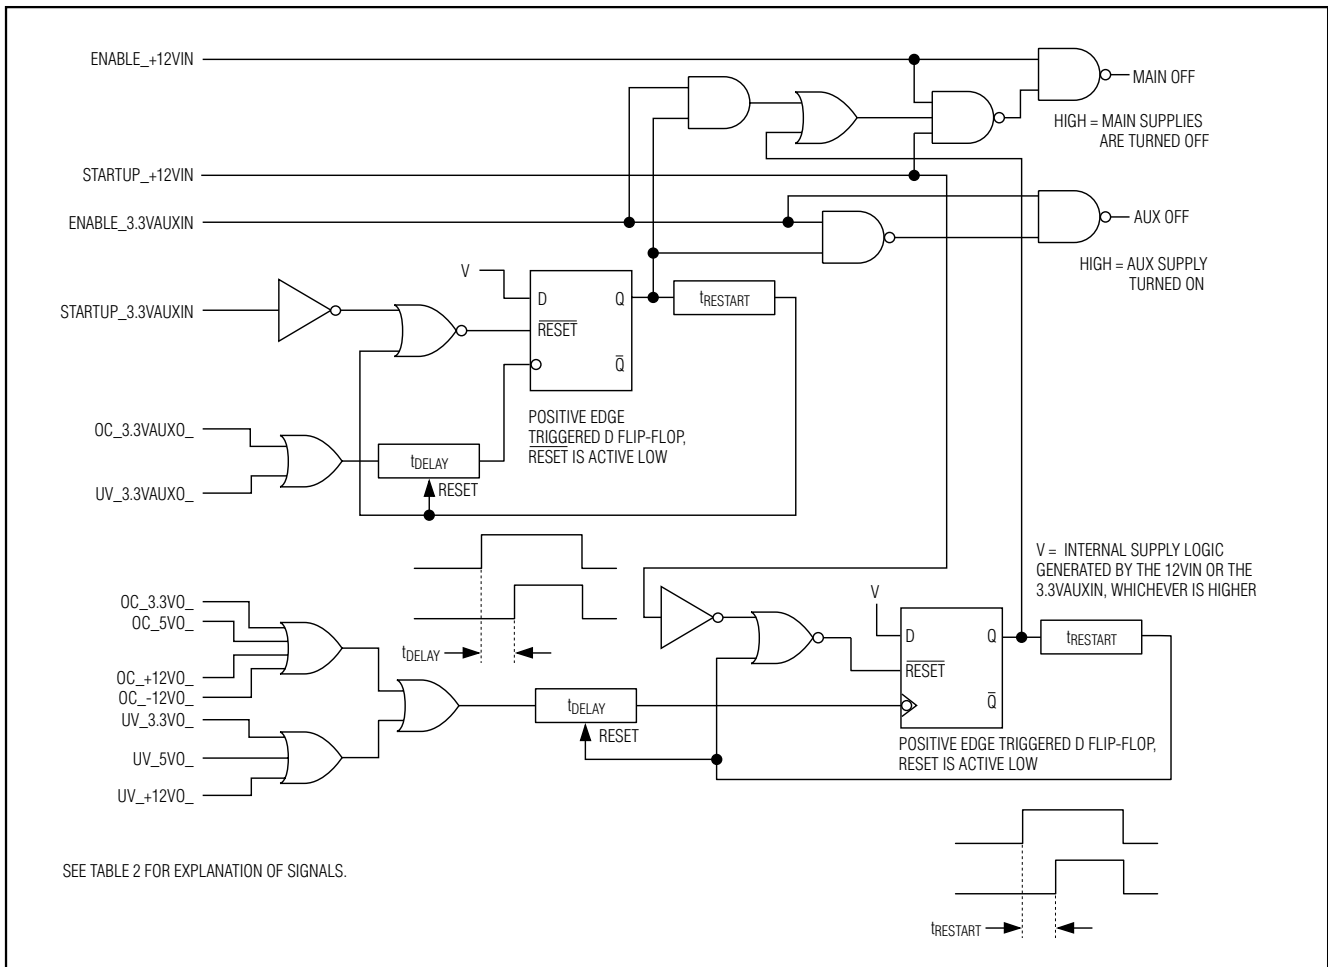 ENABLE_+12VIN
MAIN OFF
HIGH = MAIN SUPPLIES
ARE TURNED OFF
STARTUP_+12VIN
ENABLE_3.3VAUXIN
AUX OFF
HIGH = AUX SUPPLY
TURNED ON
V
D
Q
tRESTART
STARTUP_3.3VAUXIN
RESET
Q
POSITIVE EDGE
TRIGGERED D FLIP-FLOP,
RESET IS ACTIVE LOW
OC_3.3VAUXO_
tDELAY
RESET
UV_3.3VAUXO_
V = INTERNAL SUPPLY LOGIC
GENERATED BY THE 12VIN OR THE
3.3VAUXIN, WHICHEVER IS HIGHER
OC_3.3VO_
OC_5VO_
OC_+12VO_
OC_-12VO_
UV_3.3VO_
UV_5VO_
UV_+12VO_
tDELAY
V
D
Q
tRESTART
RESET
Q
tDELAY
RESET
POSITIVE EDGE TRIGGERED D FLIP-FLOP,
RESET IS ACTIVE LOW
SEE TABLE 2 FOR EXPLANATION OF SIGNALS.
tRESTART